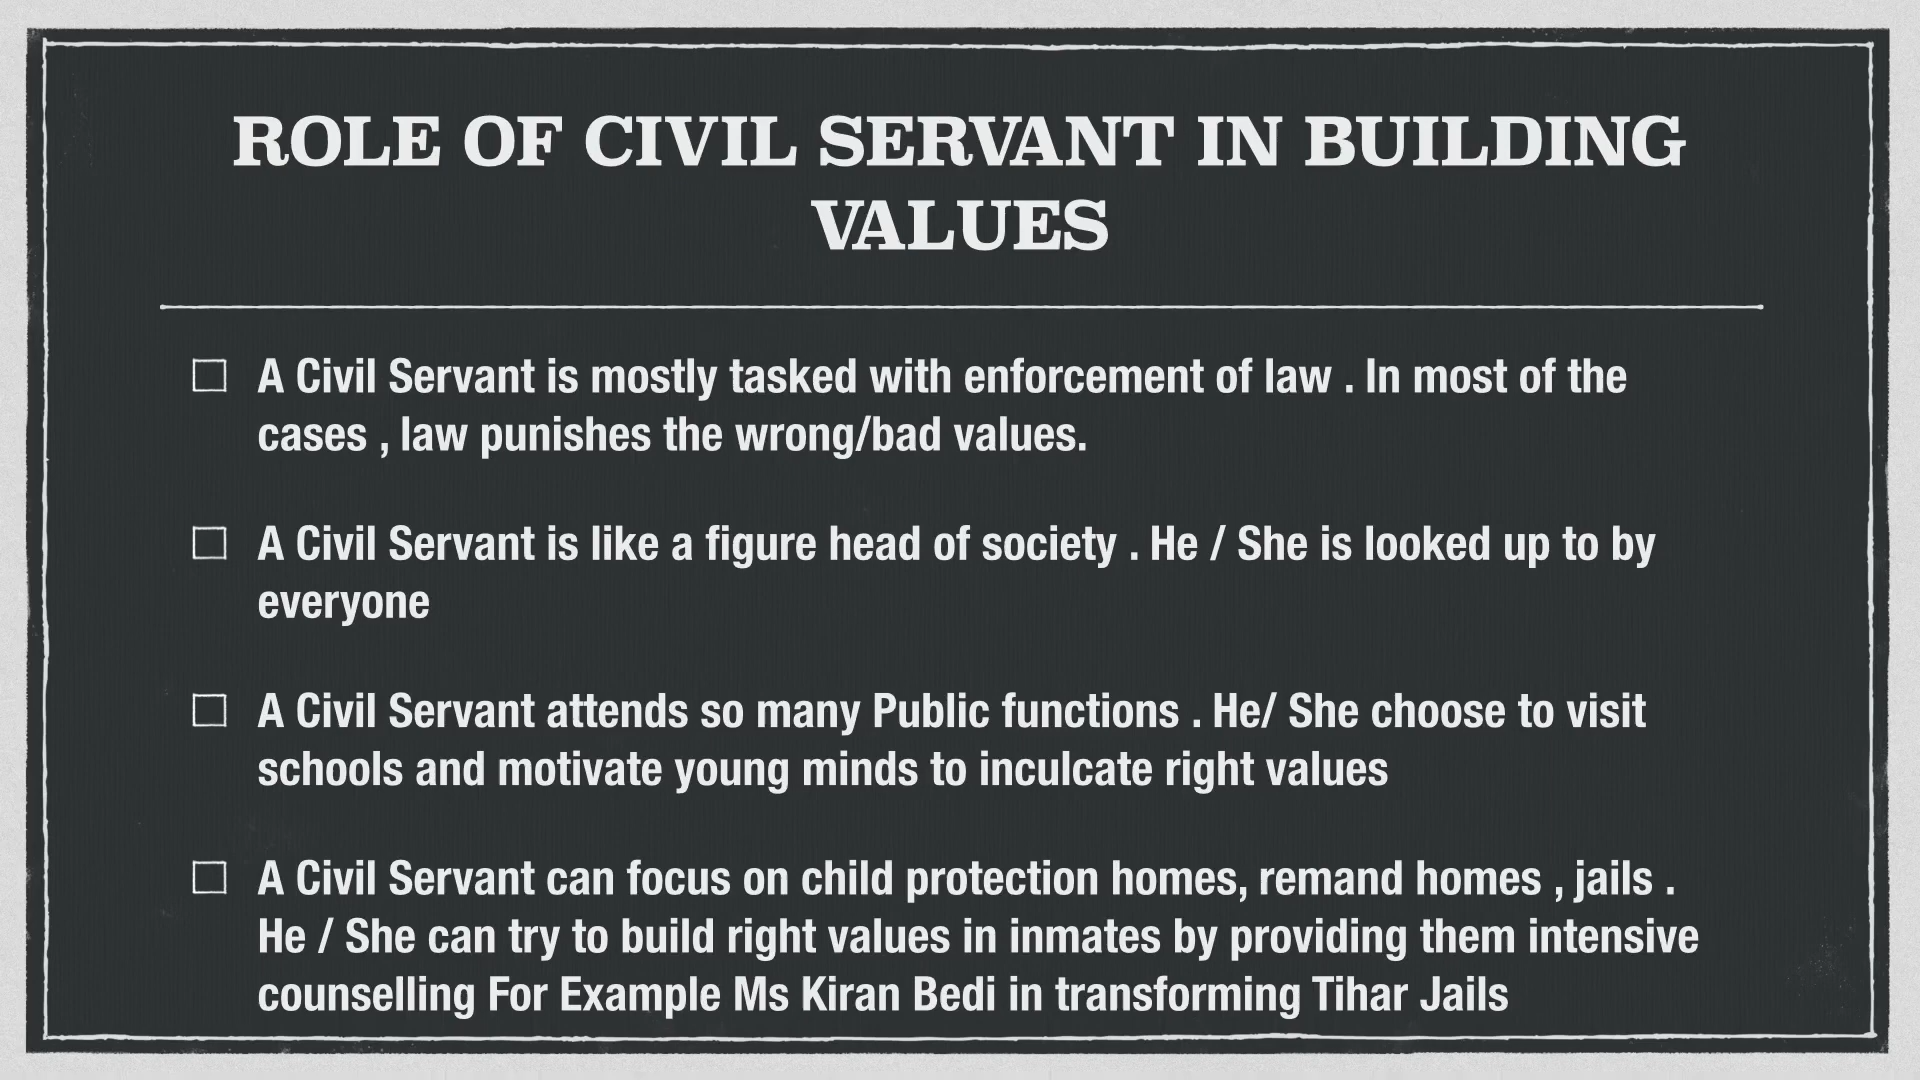 ROLE OF CIVIL SERVANT IN BUILDING
VALUES
A Civil Servant is mostly tasked with enforcement of law . In most of the
cases , law punishes the wrong/bad values.
A Civil Servant is like a figure head of society . He / She is looked up to by
everyone
A Civil Servant attends so many Public functions . He/ She choose to visit
schools and motivate young minds to inculcate right values
A Civil Servant can focus on child protection homes, remand homes , jails .
He / She can try to build right values in inmates by providing them intensive
counselling For Example Ms Kiran Bedi in transforming Tihar Jails